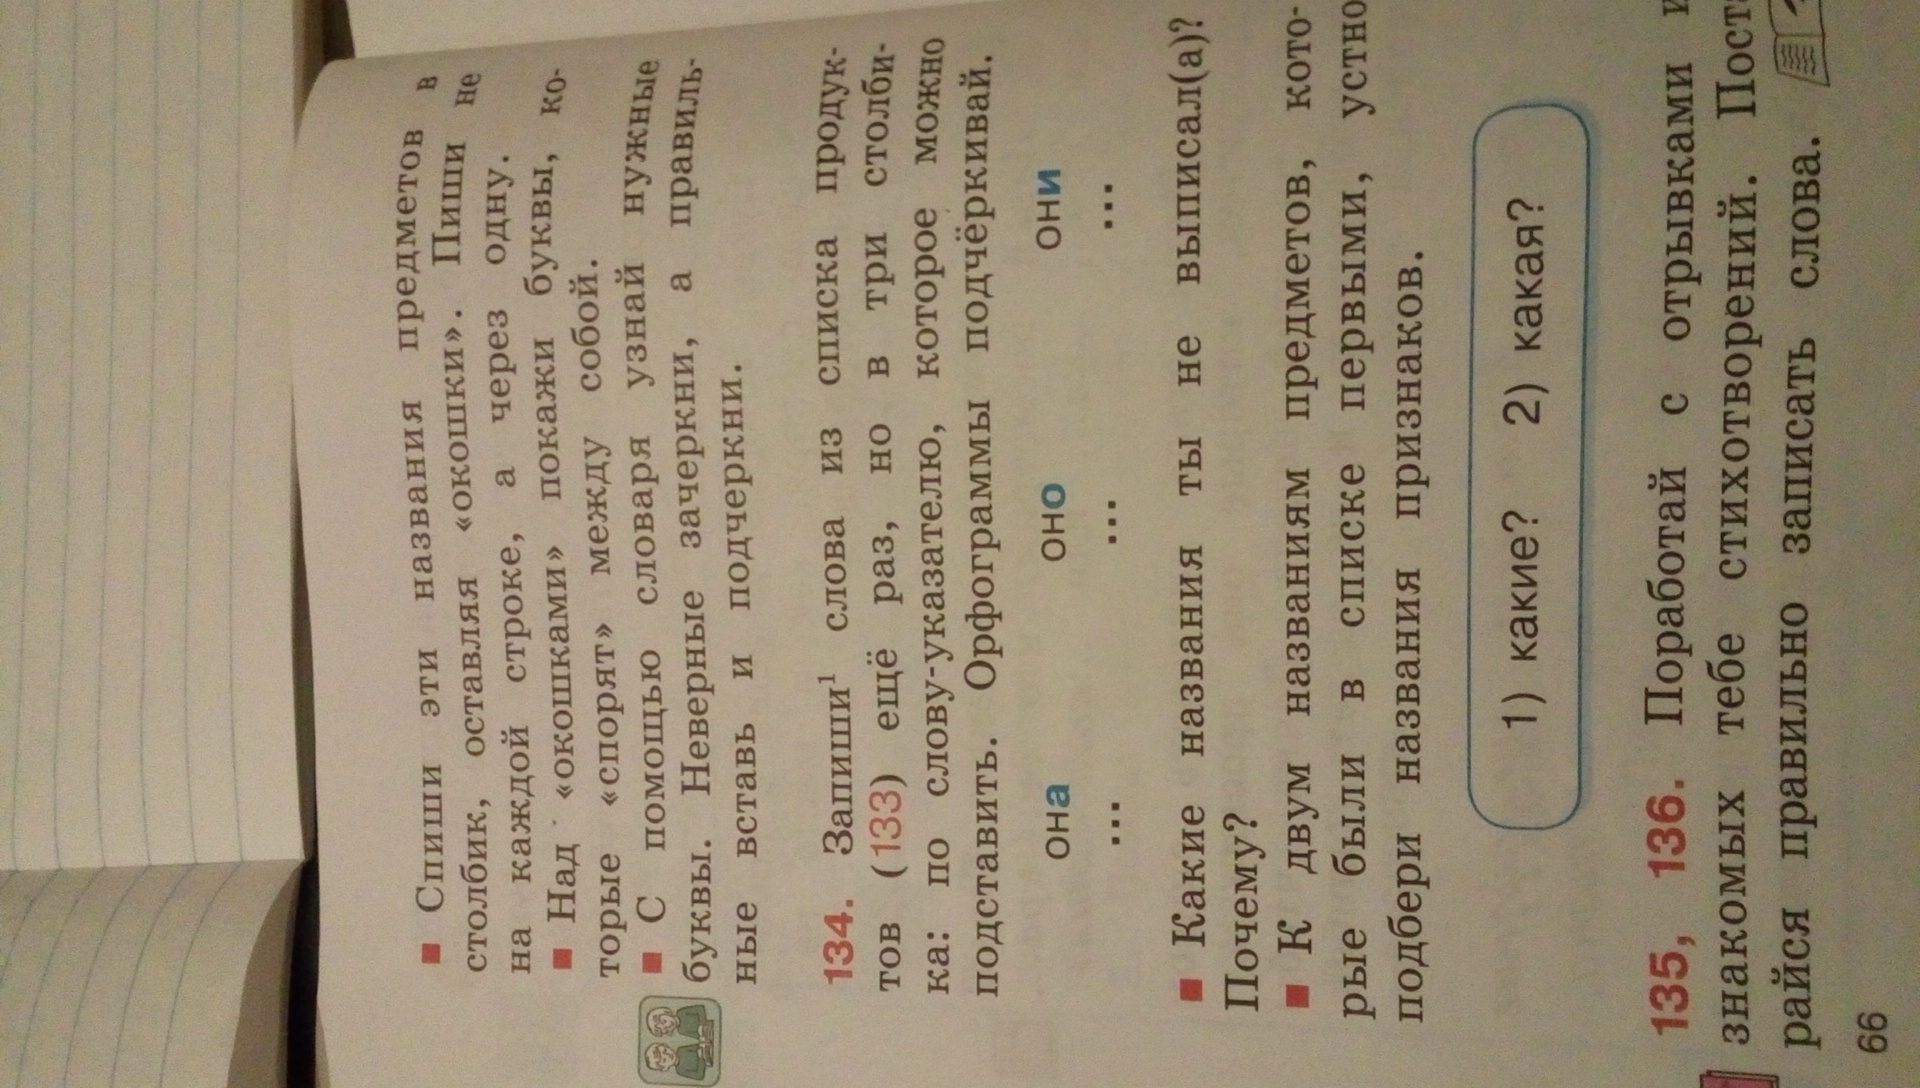 ■ Спиши эти названия предметов в
столбик, оставляя «окошки». Пиши не
на каждой строке, а через одну.
■ Над «окошками» покажи буквы, ко-
торые «спорят» между собой.
■ С помощью словаря узнай нужные
буквы. Неверные зачеркни, а правиль-
ные вставь и подчеркни.
134. Запиши¹ слова из списка продук-
тов (133) ещё раз, но в три столби-
ка: по слову-указателю, которое можно
подставить. Орфограммы подчёркивай.
она оно они
... ... ...
■ Какие названия ты не выписал(а)?
Почему?
■ К двум названиям предметов, кото-
рые были в списке первыми, устно
подбери названия признаков.
1) какие? 2) какая?
135, 136. Поработай с отрывками и
знакомых тебе стихотворений. Пост
райся правильно записать слова.
66